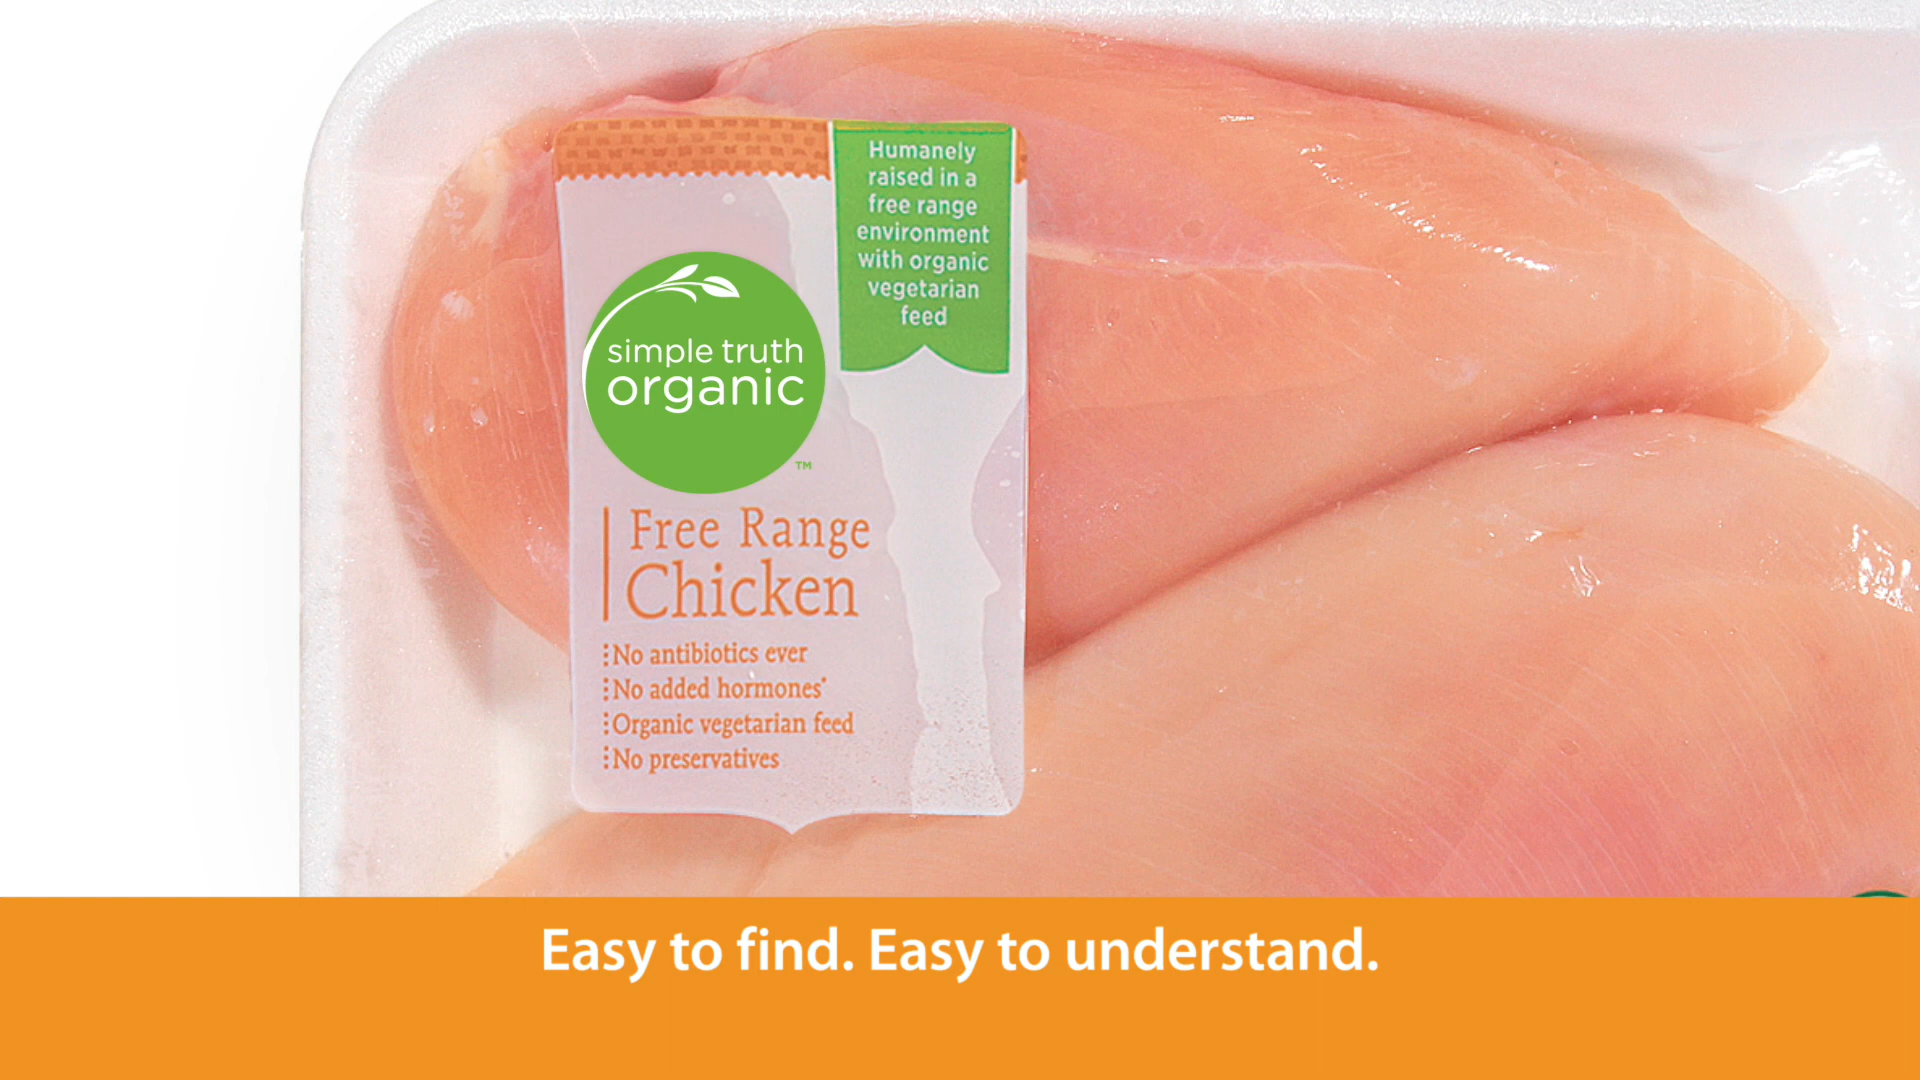 Humanely
raised in a
free range
environment
with organic
vegetarian
feed
simple truth
organic
TM
Free Range
Chicken
No antibiotics ever
No added hormones*
Organic vegetarian feed
No preservatives
Easy to find. Easy to understand.